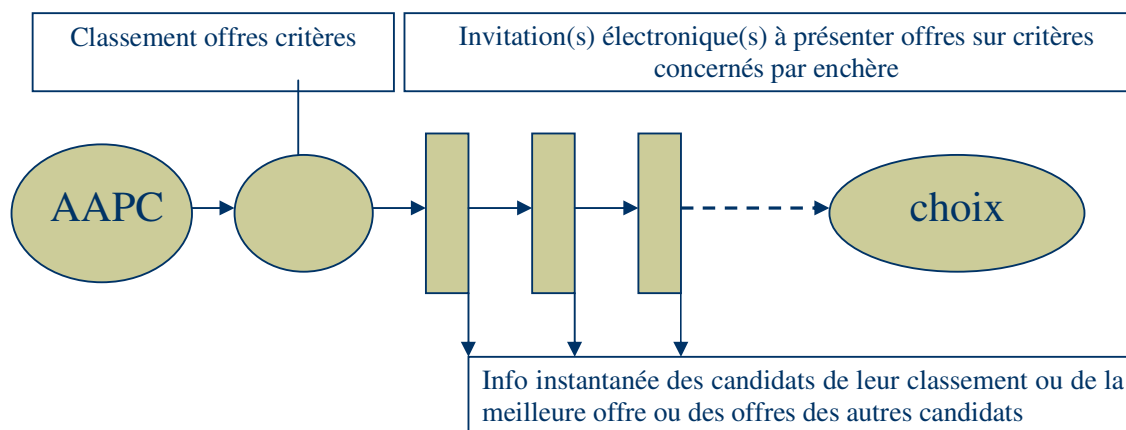 Classement offres critères
Invitation(s) électronique(s) à présenter offres sur critères
concernés par enchère
AAPC
choix
Info instantanée des candidats de leur classement ou de la
meilleure offre ou des offres des autres candidats